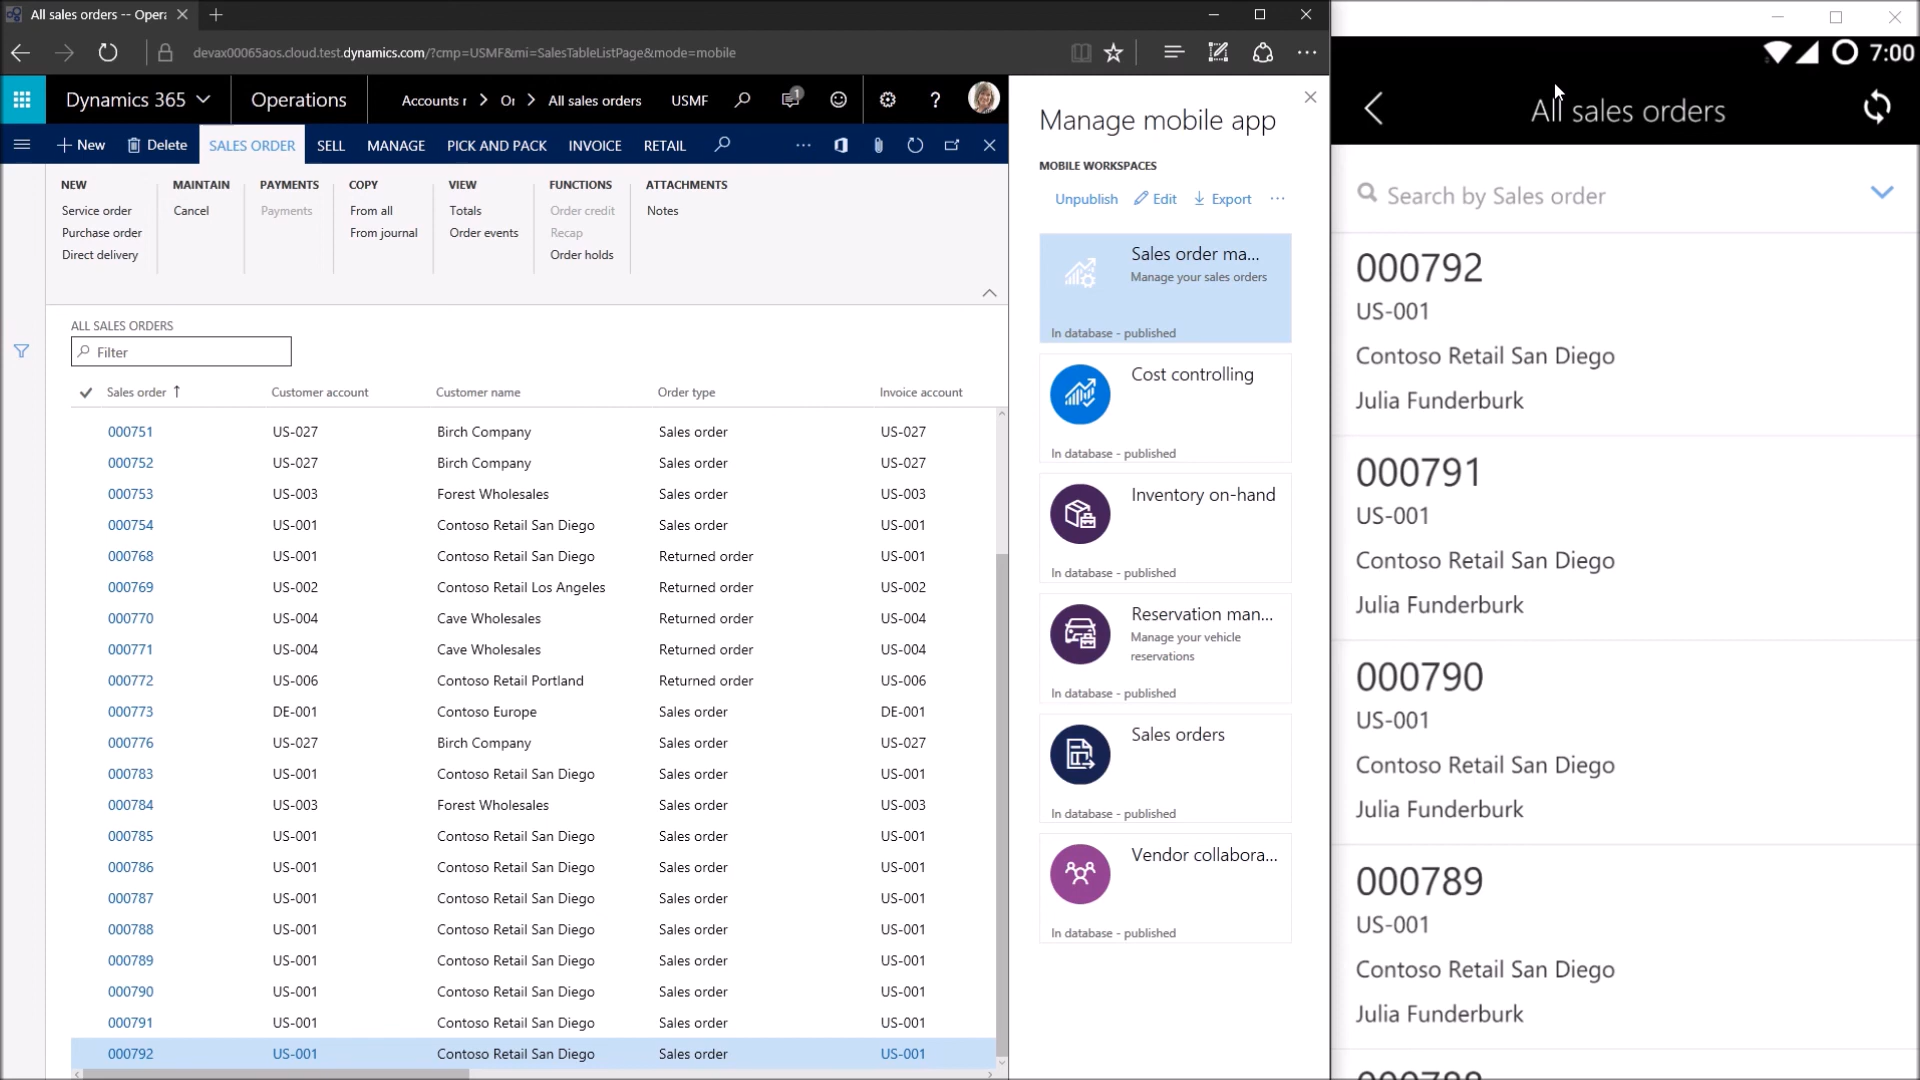 All sales orders -- Opera
devax00065aos.cloud.test.dynamics.com/?cmp=USMF&mi=SalesTableListPage&mode=mobile
Dynamics 365 Operations Accounts r Or All sales orders USMF 1 ?
New Delete SALES ORDER SELL MANAGE PICK AND PACK INVOICE RETAIL
NEW MAINTAIN PAYMENTS COPY VIEW FUNCTIONS ATTACHMENTS
Service order Cancel Payments From all Totals Order credit Notes
Purchase order From journal Order events Recap
Direct delivery Order holds
ALL SALES ORDERS
Filter
Sales order Customer account Customer name Order type Invoice account
000751 US-027 Birch Company Sales order US-027
000752 US-027 Birch Company Sales order US-027
000753 US-003 Forest Wholesales Sales order US-003
000754 US-001 Contoso Retail San Diego Sales order US-001
000768 US-001 Contoso Retail San Diego Returned order US-001
000769 US-002 Contoso Retail Los Angeles Returned order US-002
000770 US-004 Cave Wholesales Returned order US-004
000771 US-004 Cave Wholesales Returned order US-004
000772 US-006 Contoso Retail Portland Returned order US-006
000773 DE-001 Contoso Europe Sales order DE-001
000776 US-027 Birch Company Sales order US-027
000783 US-001 Contoso Retail San Diego Sales order US-001
000784 US-003 Forest Wholesales Sales order US-003
000785 US-001 Contoso Retail San Diego Sales order US-001
000786 US-001 Contoso Retail San Diego Sales order US-001
000787 US-001 Contoso Retail San Diego Sales order US-001
000788 US-001 Contoso Retail San Diego Sales order US-001
000789 US-001 Contoso Retail San Diego Sales order US-001
000790 US-001 Contoso Retail San Diego Sales order US-001
000791 US-001 Contoso Retail San Diego Sales order US-001
000792 US-001 Contoso Retail San Diego Sales order US-001
Manage mobile app
MOBILE WORKSPACES
Unpublish Edit Export ...
Sales order ma...
Manage your sales orders
In database - published
Cost controlling
In database - published
Inventory on-hand
In database - published
Reservation man...
Manage your vehicle
reservations
In database - published
Sales orders
In database - published
Vendor collabora...
In database - published
7:00
All sales orders
Search by Sales order
000792
US-001
Contoso Retail San Diego
Julia Funderburk
000791
US-001
Contoso Retail San Diego
Julia Funderburk
000790
US-001
Contoso Retail San Diego
Julia Funderburk
000789
US-001
Contoso Retail San Diego
Julia Funderburk
000788